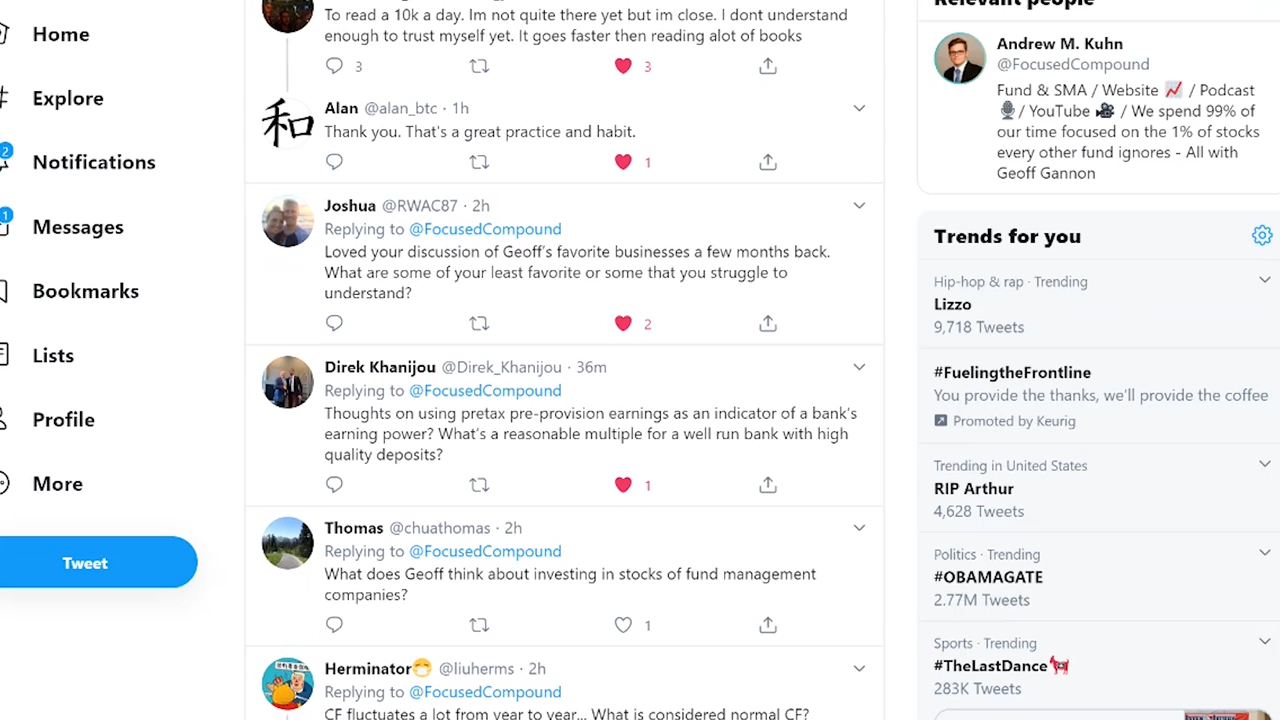 Home
Explore
2
Notifications
1
Messages
Bookmarks
Lists
Profile
More
Tweet
To read a 10k a day. Im not quite there yet but im close. I dont understand
enough to trust myself yet. It goes faster then reading alot of books
3
3
和
Alan @alan_btc · 1h
Thank you. That's a great practice and habit.
1
Joshua @RWAC87 · 2h
Replying to @FocusedCompound
Loved your discussion of Geoff's favorite businesses a few months back.
What are some of your least favorite or some that you struggle to
understand?
2
Direk Khanijou @Direk_Khanijou · 36m
Replying to @FocusedCompound
Thoughts on using pretax pre-provision earnings as an indicator of a bank's
earning power? What's a reasonable multiple for a well run bank with high
quality deposits?
1
Thomas @chuathomas · 2h
Replying to @FocusedCompound
What does Geoff think about investing in stocks of fund management
companies?
1
Herminator😷 @liuherms · 2h
Replying to @FocusedCompound
CF fluctuates a lot from year to year... What is considered normal CF?
Relevant people
Andrew M. Kuhn
@FocusedCompound
Fund & SMA / Website 📈 / Podcast
🎙️/ YouTube 🎥 / We spend 99% of
our time focused on the 1% of stocks
every other fund ignores - All with
Geoff Gannon
Trends for you
Hip-hop & rap · Trending
Lizzo
9,718 Tweets
#FuelingtheFrontline
You provide the thanks, we'll provide the coffee
Promoted by Keurig
Trending in United States
RIP Arthur
4,628 Tweets
Politics · Trending
#OBAMAGATE
2.77M Tweets
Sports · Trending
#TheLastDance🐐
283K Tweets